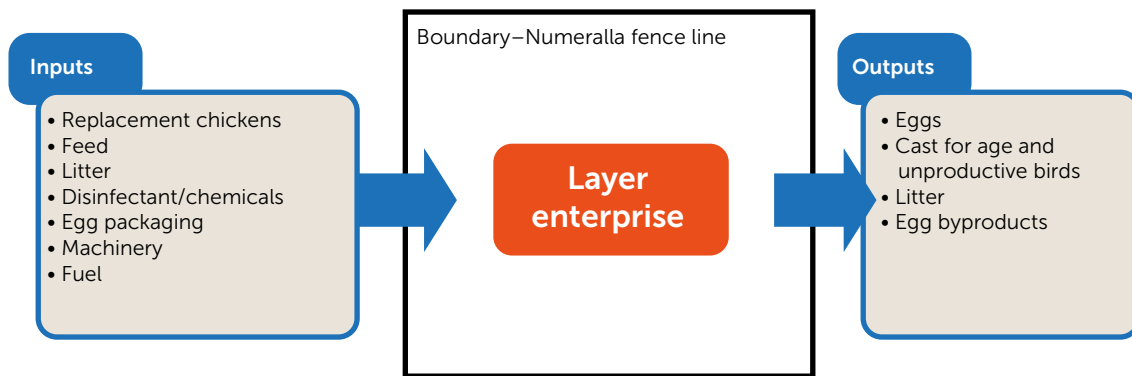 Boundary–Numeralla fence line
Inputs
• Replacement chickens
• Feed
• Litter
• Disinfectant/chemicals
• Egg packaging
• Machinery
• Fuel
Layer
enterprise
Outputs
• Eggs
• Cast for age and
unproductive birds
• Litter
• Egg byproducts